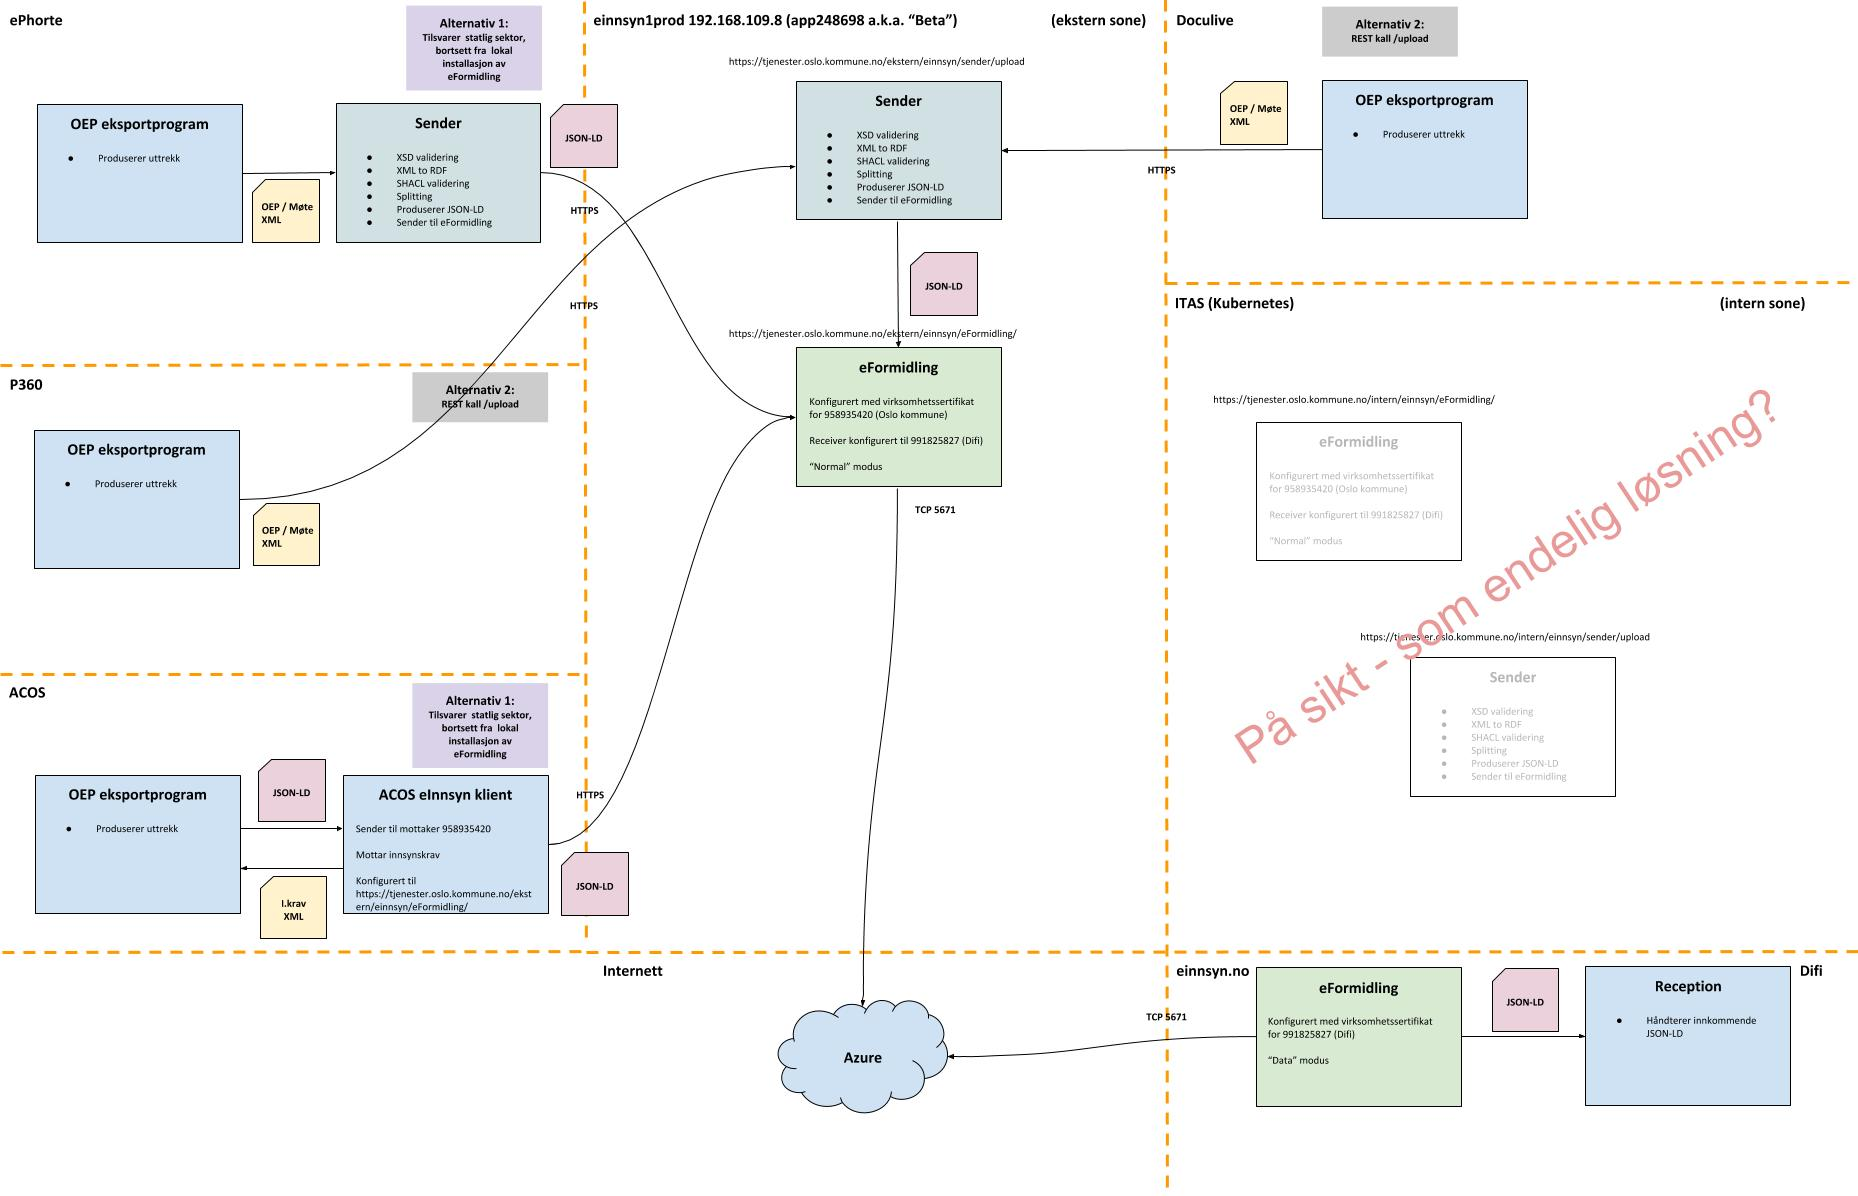 ePhorte
Alternativ 1:
Tilsvarer statlig sektor,
bortsett fra lokal
installasjon av
eFormidling
OEP eksportprogram
● Produserer uttrekk
OEP / Møte
XML
Sender
● XSD validering
● XML to RDF
● SHACL validering
● Splitting
● Produserer JSON-LD
● Sender til eFormidling
JSON-LD
HTTPS
HTTPS
einnsyn1prod 192.168.109.8 (app248698 a.k.a. “Beta”)
(ekstern sone)
https://tjenester.oslo.kommune.no/ekstern/einnsyn/sender/upload
Sender
● XSD validering
● XML to RDF
● SHACL validering
● Splitting
● Produserer JSON-LD
● Sender til eFormidling
JSON-LD
https://tjenester.oslo.kommune.no/ekstern/einnsyn/eFormidling/
eFormidling
Konfigurert med virksomhetssertifikat
for 958935420 (Oslo kommune)
Receiver konfigurert til 991825827 (Difi)
“Normal” modus
TCP 5671
Doculive
Alternativ 2:
REST kall /upload
OEP / Møte
XML
HTTPS
OEP eksportprogram
● Produserer uttrekk
P360
Alternativ 2:
REST kall /upload
OEP eksportprogram
● Produserer uttrekk
OEP / Møte
XML
ITAS (Kubernetes)
(intern sone)
https://tjenester.oslo.kommune.no/intern/einnsyn/eFormidling/
eFormidling
Konfigurert med virksomhetssertifikat
for 958935420 (Oslo kommune)
Receiver konfigurert til 991825827 (Difi)
“Normal” modus
På sikt - som endelig løsning?
https://tjenester.oslo.kommune.no/intern/einnsyn/sender/upload
Sender
● XSD validering
● XML to RDF
● SHACL validering
● Splitting
● Produserer JSON-LD
● Sender til eFormidling
ACOS
Alternativ 1:
Tilsvarer statlig sektor,
bortsett fra lokal
installasjon av
eFormidling
OEP eksportprogram
● Produserer uttrekk
JSON-LD
I.krav
XML
ACOS eInnsyn klient
Sender til mottaker 958935420
Mottar innsynskrav
Konfigurert til
https://tjenester.oslo.kommune.no/ekst
ern/einnsyn/eFormidling/
HTTPS
JSON-LD
Internett
Azure
TCP 5671
einnsyn.no
eFormidling
Konfigurert med virksomhetssertifikat
for 991825827 (Difi)
“Data” modus
JSON-LD
Reception
● Håndterer innkommende
JSON-LD
Difi